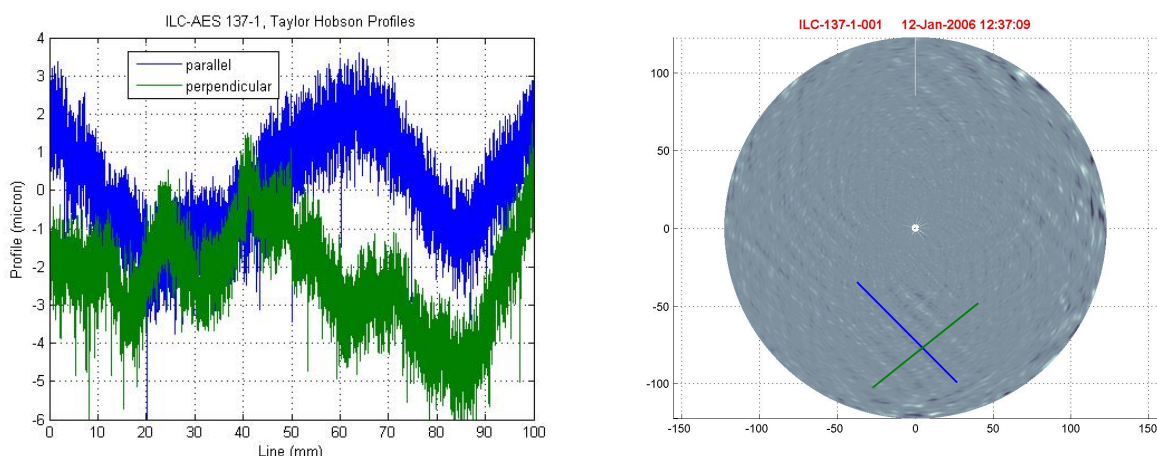 ILC-AES 137-1, Taylor Hobson Profiles
4
3
2
1
0
-1
-2
-3
-4
-5
-6
Profile (micron)
parallel
perpendicular
0 10 20 30 40 50 60 70 80 90 100
Line (mm)
ILC-137-1-001 12-Jan-2006 12:37:09
100
50
0
-50
-100
-150 -100 -50 0 50 100 150